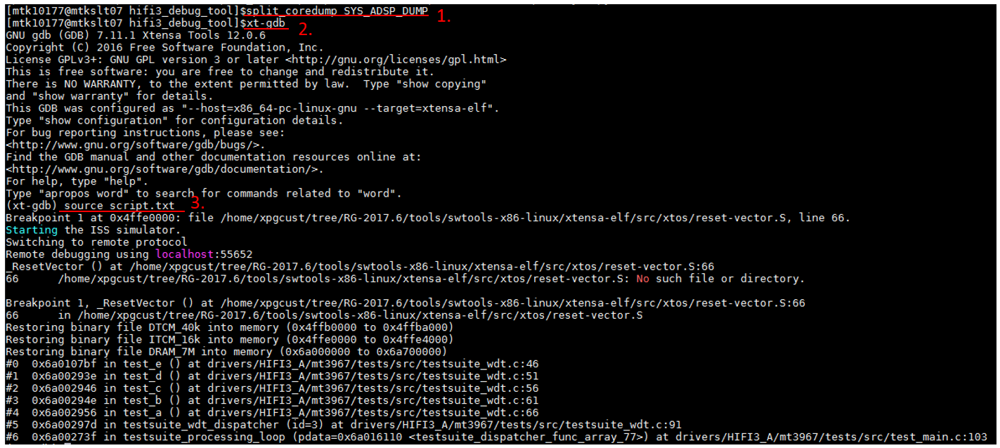 [mtk10177@mtkslt07 hifi3_debug_tool]$split_coredump SYS_ADSP_DUMP 1.
[mtk10177@mtkslt07 hifi3_debug_tool]$xt-gdb 2.
GNU gdb (GDB) 7.11.1 Xtensa Tools 12.0.6
Copyright (C) 2016 Free Software Foundation, Inc.
License GPLv3+: GNU GPL version 3 or later <http://gnu.org/licenses/gpl.html>
This is free software: you are free to change and redistribute it.
There is NO WARRANTY, to the extent permitted by law.  Type "show copying"
and "show warranty" for details.
This GDB was configured as "--host=x86_64-pc-linux-gnu --target=xtensa-elf".
Type "show configuration" for configuration details.
For bug reporting instructions, please see:
<http://www.gnu.org/software/gdb/bugs/>.
Find the GDB manual and other documentation resources online at:
<http://www.gnu.org/software/gdb/documentation/>.
For help, type "help".
Type "apropos word" to search for commands related to "word".
(xt-gdb) source script.txt 3.
Breakpoint 1 at 0x4ffe0000: file /home/xpgcust/tree/RG-2017.6/tools/swtools-x86-linux/xtensa-elf/src/xtos/reset-vector.S, line 66.
Starting the ISS simulator.
Switching to remote protocol
Remote debugging using localhost:55652
_ResetVector () at /home/xpgcust/tree/RG-2017.6/tools/swtools-x86-linux/xtensa-elf/src/xtos/reset-vector.S:66
66      /home/xpgcust/tree/RG-2017.6/tools/swtools-x86-linux/xtensa-elf/src/xtos/reset-vector.S: No such file or directory.
Breakpoint 1, _ResetVector () at /home/xpgcust/tree/RG-2017.6/tools/swtools-x86-linux/xtensa-elf/src/xtos/reset-vector.S:66
66      in /home/xpgcust/tree/RG-2017.6/tools/swtools-x86-linux/xtensa-elf/src/xtos/reset-vector.S
Restoring binary file DTCM_40k into memory (0x4ffb0000 to 0x4ffba000)
Restoring binary file ITCM_16k into memory (0x4ffe0000 to 0x4ffe4000)
Restoring binary file DRAM_7M into memory (0x6a000000 to 0x6a700000)
#0  0x6a0107bf in test_e () at drivers/HIFI3_A/mt3967/tests/src/testsuite_wdt.c:46
#1  0x6a00293e in test_d () at drivers/HIFI3_A/mt3967/tests/src/testsuite_wdt.c:51
#2  0x6a002946 in test_c () at drivers/HIFI3_A/mt3967/tests/src/testsuite_wdt.c:56
#3  0x6a00294e in test_b () at drivers/HIFI3_A/mt3967/tests/src/testsuite_wdt.c:61
#4  0x6a002956 in test_a () at drivers/HIFI3_A/mt3967/tests/src/testsuite_wdt.c:66
#5  0x6a00297d in testsuite_wdt_dispatcher (id=3) at drivers/HIFI3_A/mt3967/tests/src/testsuite_wdt.c:91
#6  0x6a00273f in testsuite_processing_loop (pdata=0x6a016110 <testsuite_dispatcher_func_array_77>) at drivers/HIFI3_A/mt3967/tests/src/test_main.c:103